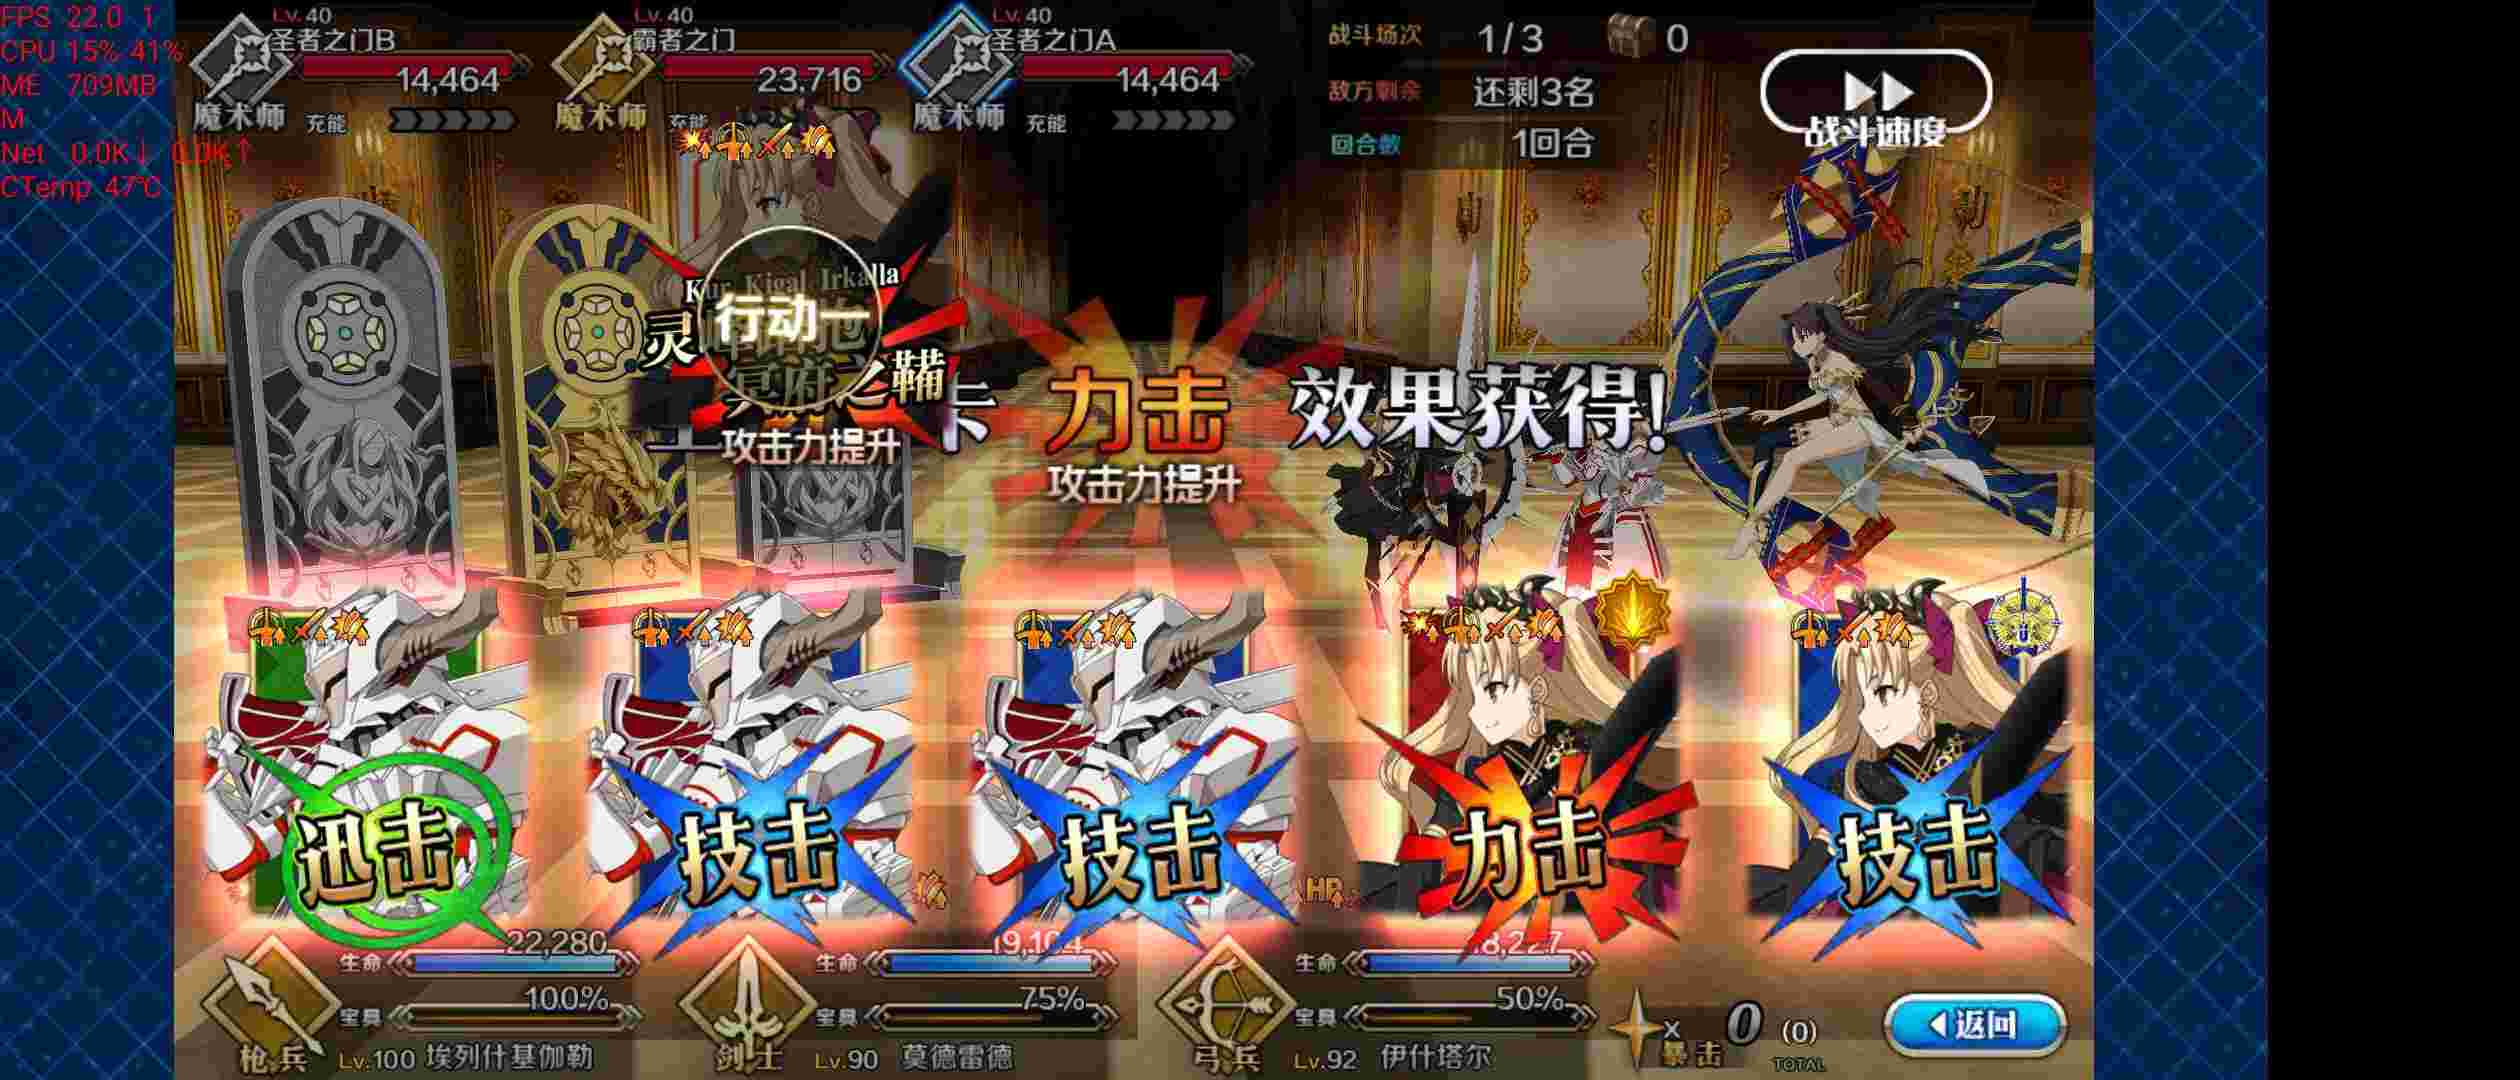 FPS 22.0 1
CPU 15% 41%
ME 709MB
M
Net 0.0K↓ 0.0K↑
CTemp 47℃
Lv.40
圣者之门B
14,464
魔术师 充能
Lv.40
霸者之门
23,716
魔术师 充能
Lv.40
圣者之门A
14,464
魔术师 充能
战斗场次 1/3 0
敌方剩余 还剩3名
回合数 1回合
战斗速度
Kur Kigal Irkalla
行动一
冥府之鞴
攻击力提升
卡 力击 效果获得!
攻击力提升
迅击
技击
技击
力击
技击
生命 22,280
宝具 100%
枪兵 Lv.100 埃列什基伽勒
生命 19,104
宝具 75%
剑士 Lv.90 莫德雷德
生命
宝具 50%
弓兵 Lv.92 伊什塔尔
HP
x 0 (0)
暴击 TOTAL
返回